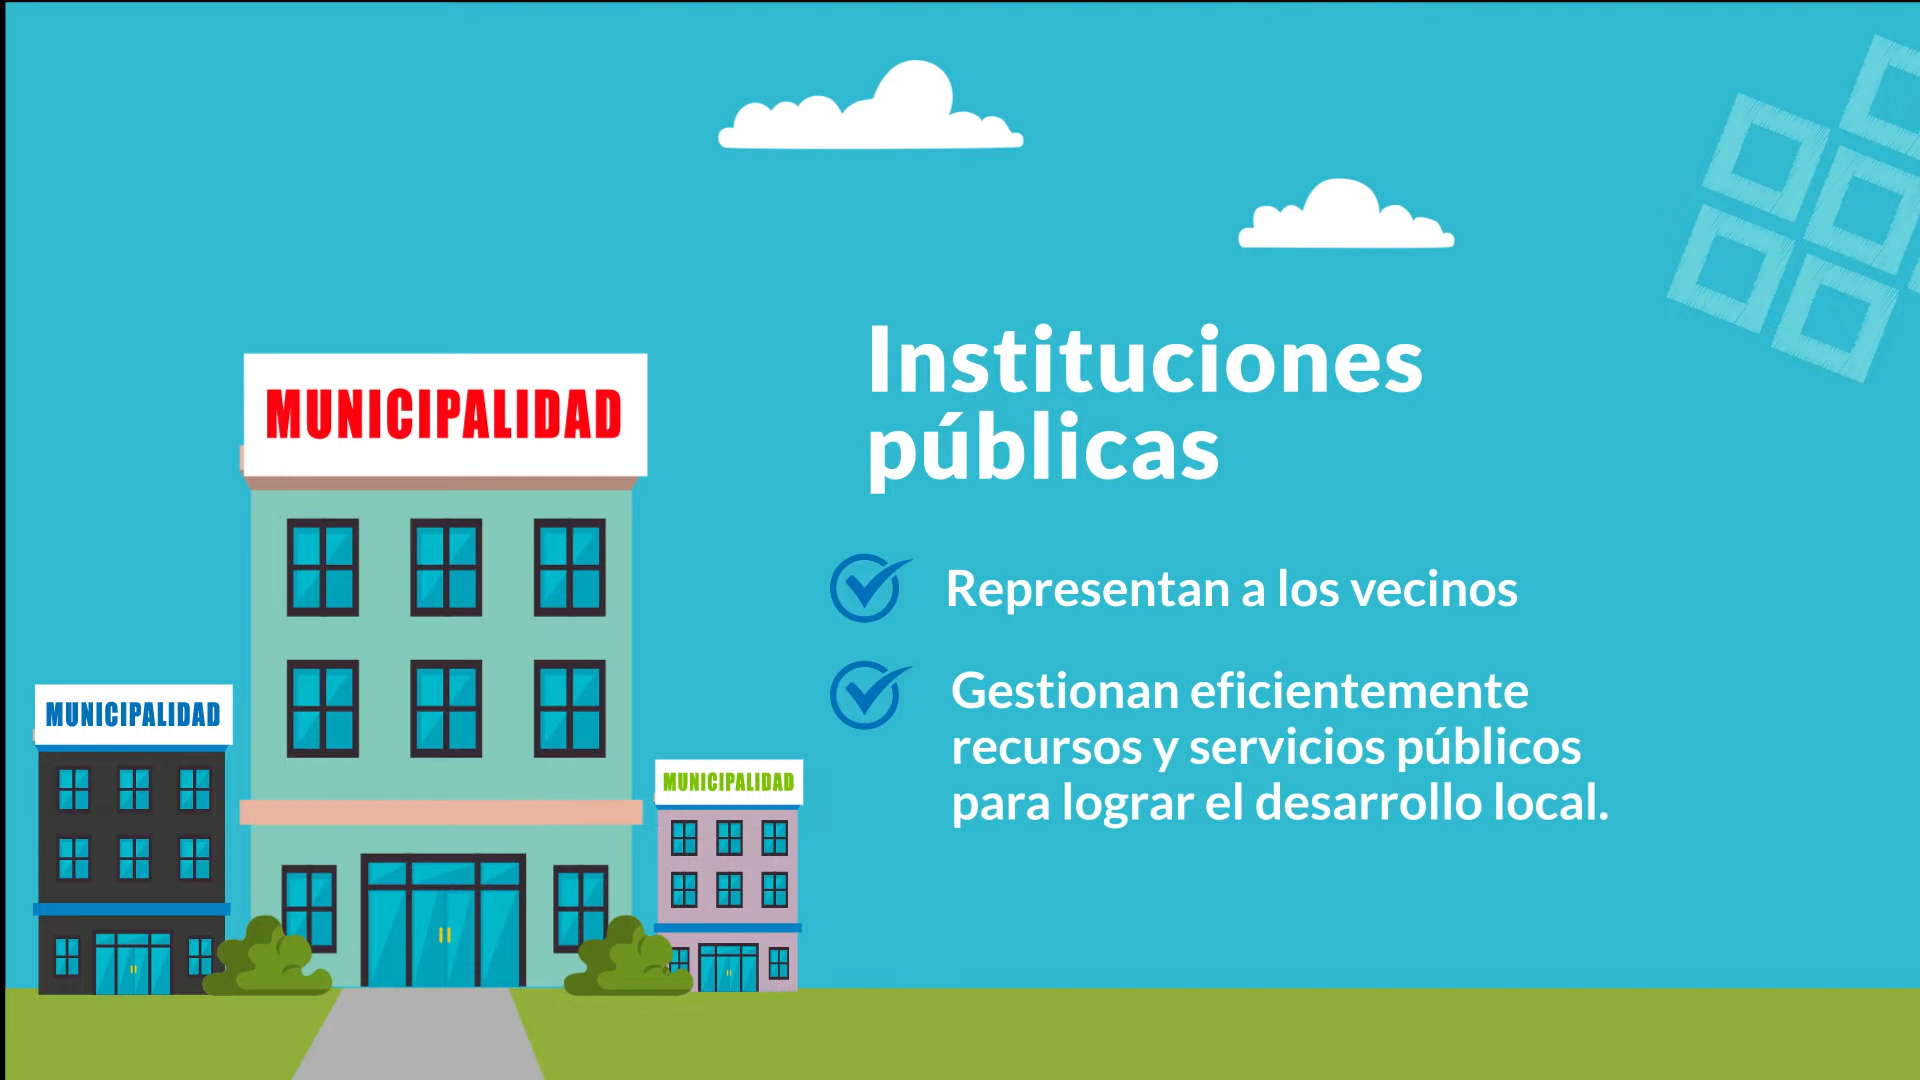 MUNICIPALIDAD
MUNICIPALIDAD
MUNICIPALIDAD
Instituciones
públicas
Representan a los vecinos
Gestionan eficientemente
recursos y servicios públicos
para lograr el desarrollo local.